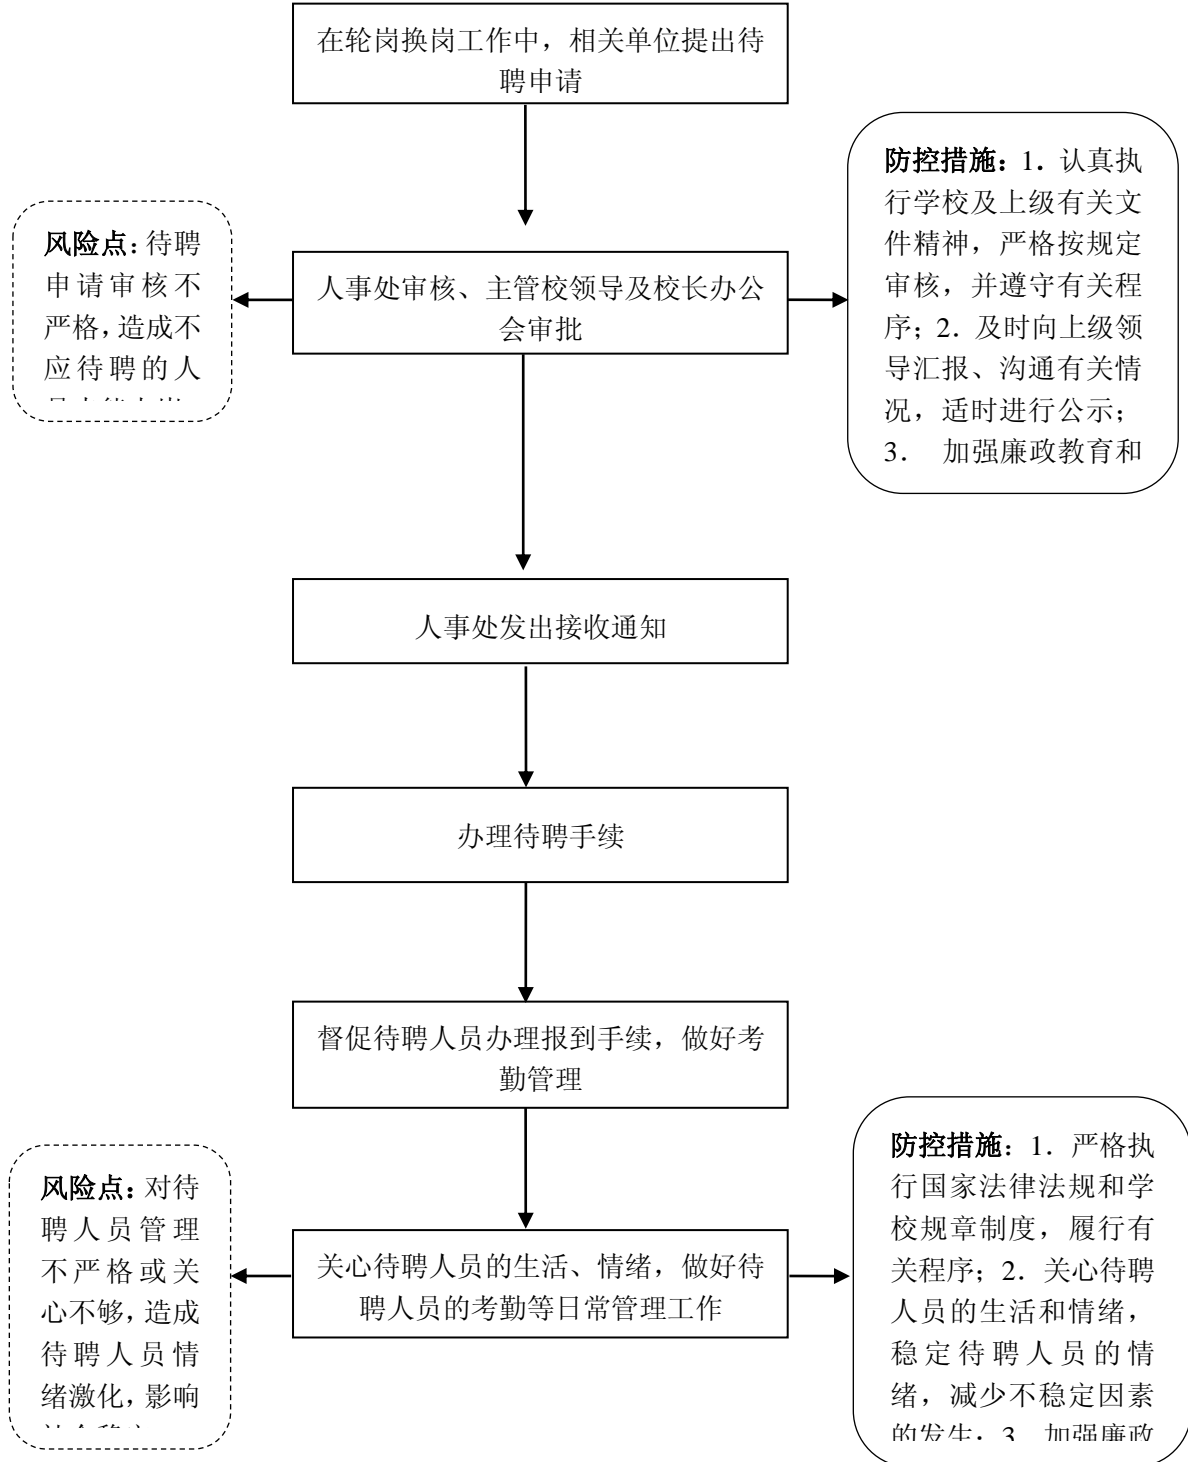 在轮岗换岗工作中，相关单位提出待
聘申请
防控措施：1．认真执
行学校及上级有关文
件精神，严格按规定
审核，并遵守有关程
序；2．及时向上级领
导汇报、沟通有关情
况，适时进行公示；
3． 加强廉政教育和
风险点：待聘
申请审核不
严格，造成不
应待聘的人
人事处审核、主管校领导及校长办公
会审批
人事处发出接收通知
办理待聘手续
督促待聘人员办理报到手续，做好考
勤管理
风险点：对待
聘人员管理
不严格或关
心不够，造成
待聘人员情
绪激化，影响
关心待聘人员的生活、情绪，做好待
聘人员的考勤等日常管理工作
防控措施：1．严格执
行国家法律法规和学
校规章制度，履行有
关程序；2．关心待聘
人员的生活和情绪，
稳定待聘人员的情
绪，减少不稳定因素
的发生；3 加强廉政